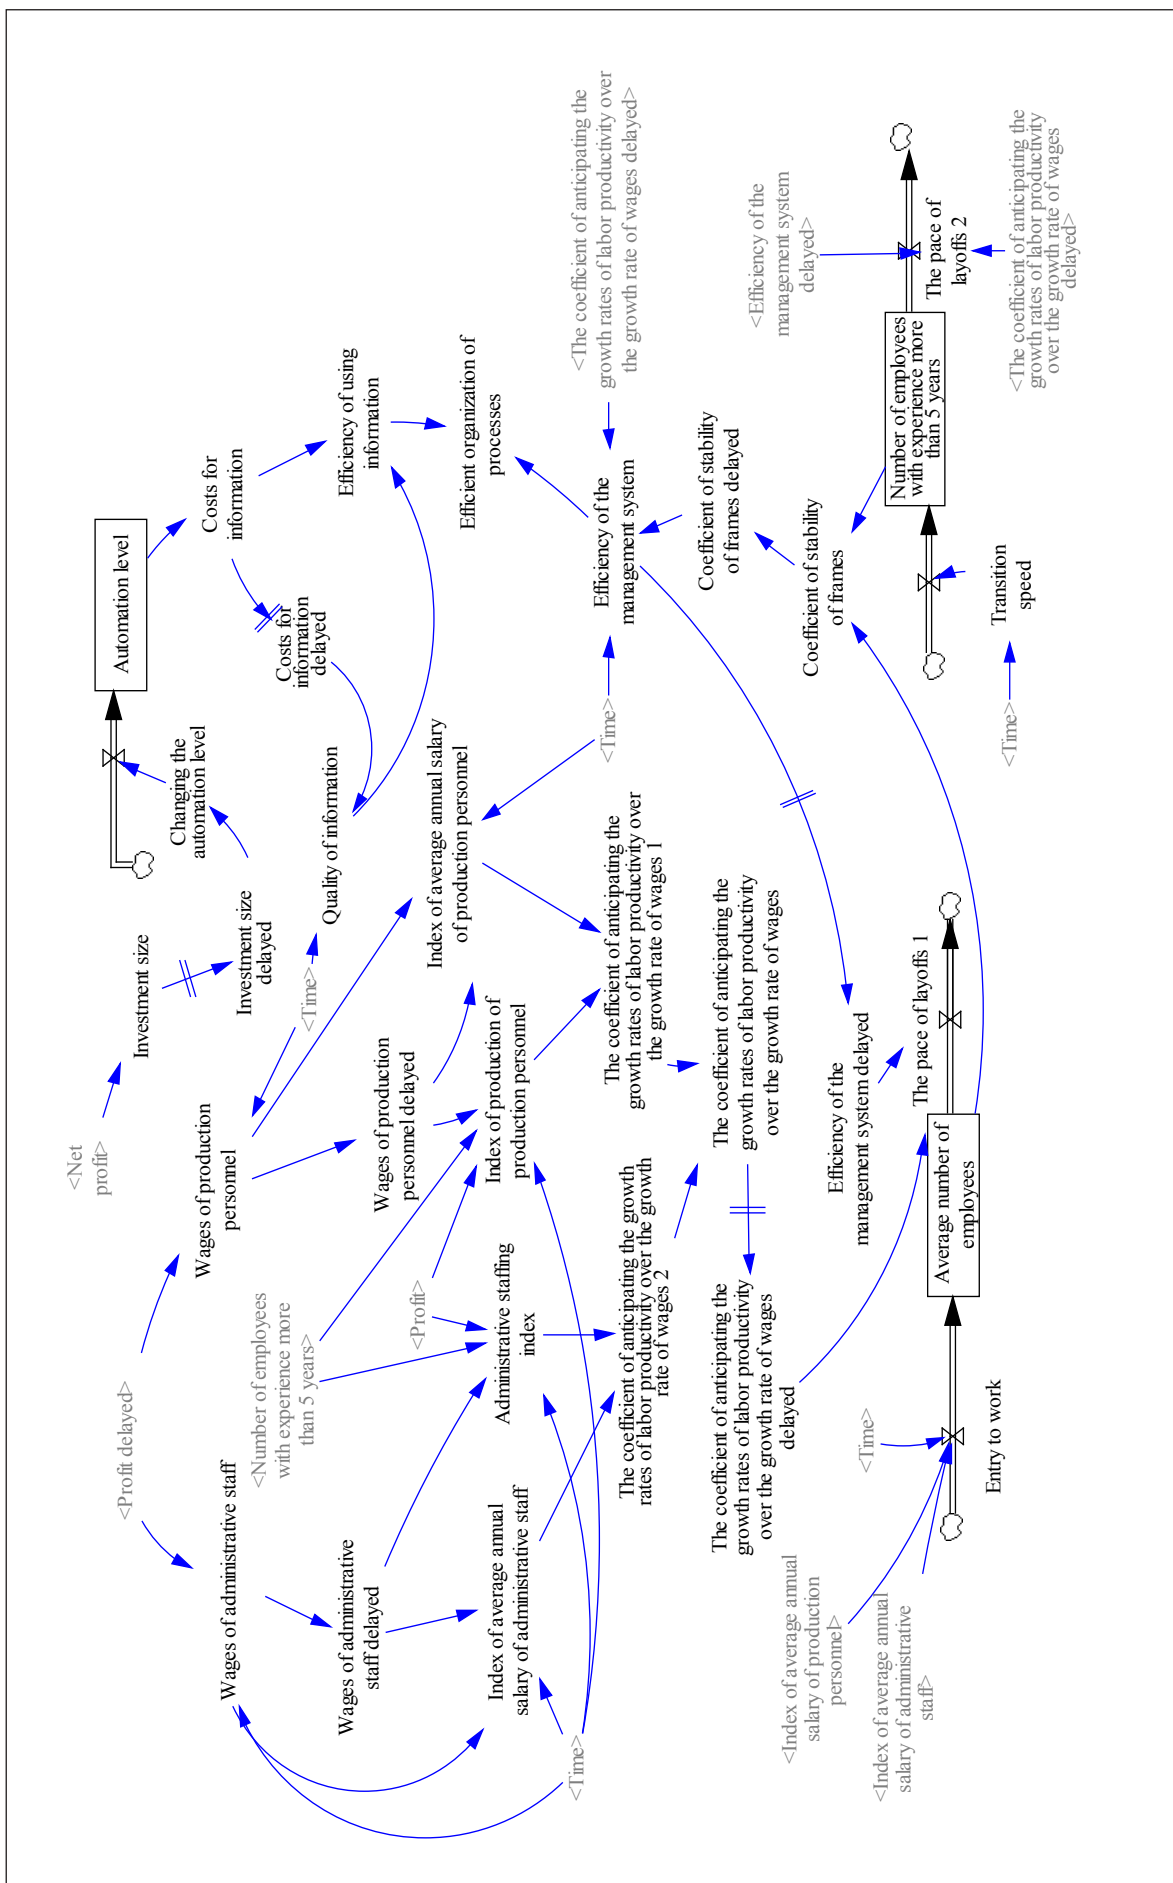 <Net
profit>
Investment size
Investment size
delayed
Changing the
automation level
Automation level
Costs for
information
Costs for
information
delayed
<Time>
Quality of information
Efficiency of using
information
Efficient organization of
processes
<Profit delayed>
Wages of production
personnel
Wages of production
personnel delayed
Index of average annual salary
of production personnel
Index of production of
production personnel
<Number of employees
with experience more
than 5 years>
<Profit>
Wages of administrative staff
Wages of administrative
staff delayed
Administrative staffing
index
Index of average annual
salary of administrative staff
<Time>
<Time>
Efficiency of the
management system
<The coefficient of anticipating the
growth rates of labor productivity over
the growth rate of wages delayed>
The coefficient of anticipating the
growth rates of labor productivity over
the growth rate of wages 1
The coefficient of anticipating the growth
rates of labor productivity over the growth
rate of wages 2
The coefficient of anticipating the
growth rates of labor productivity
over the growth rate of wages
The coefficient of anticipating the
growth rates of labor productivity
over the growth rate of wages
delayed
Coefficient of stability
of frames delayed
Coefficient of stability
of frames
<Efficiency of the
management system
delayed>
Efficiency of the
management system delayed
The pace of layoffs 1
Average number of
employees
<Time>
Entry to work
<Index of average annual
salary of production
personnel>
<Index of average annual
salary of administrative
staff>
Number of employees
with experience more
than 5 years
The pace of
layoffs 2
<The coefficient of anticipating the
growth rates of labor productivity
over the growth rate of wages
delayed>
Transition
speed
<Time>